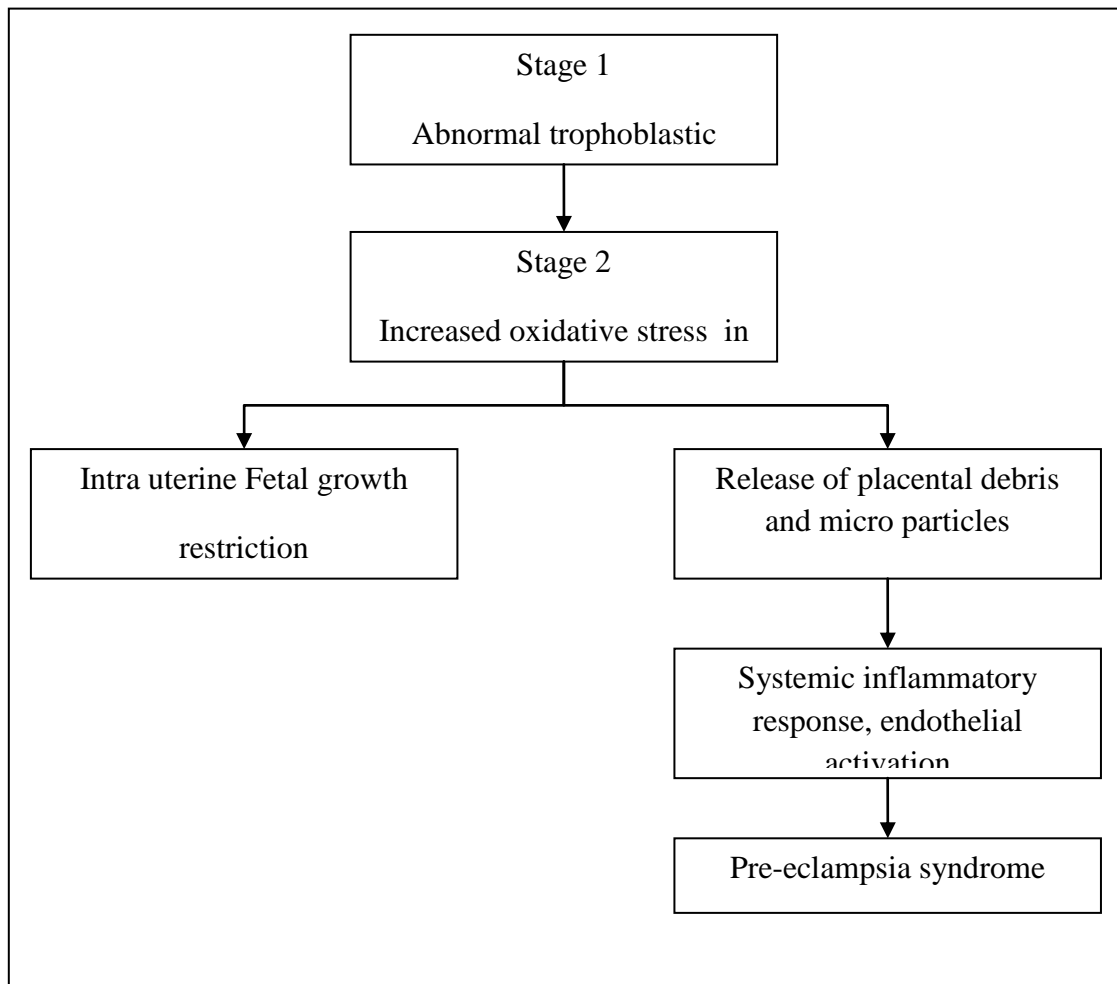 Stage 1
Abnormal trophoblastic
Stage 2
Increased oxidative stress in
Intra uterine Fetal growth
restriction
Release of placental debris
and micro particles
Systemic inflammatory
response, endothelial
activation
Pre-eclampsia syndrome